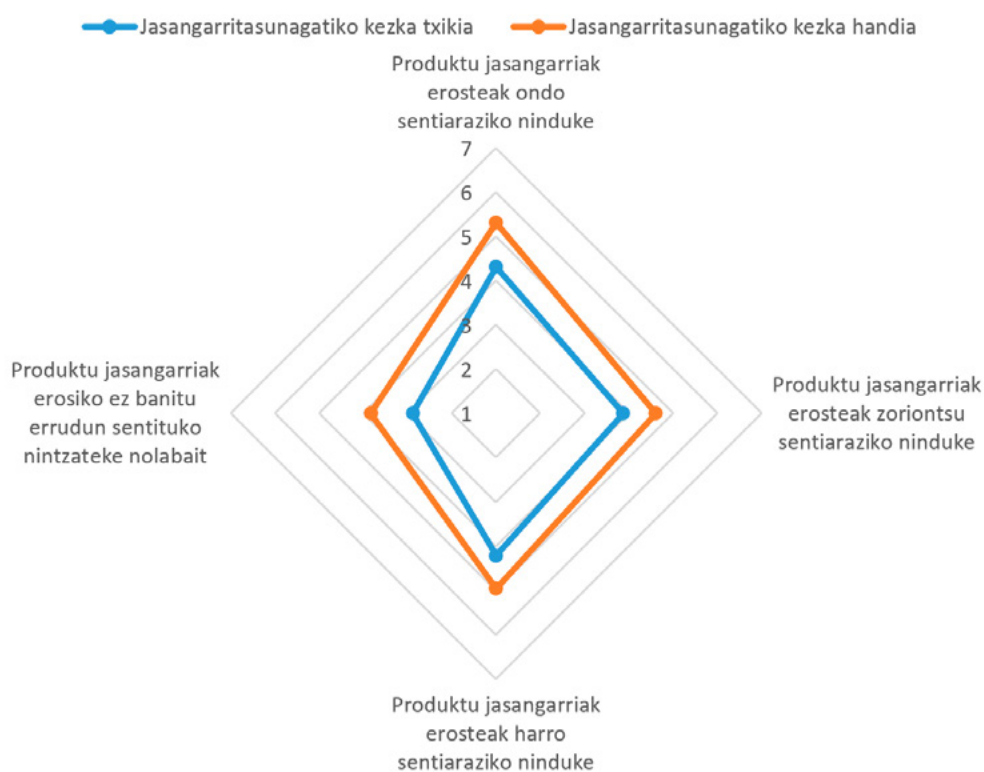 Jasangarritasunagatiko kezka txikia
Jasangarritasunagatiko kezka handia
Produktu jasangarriak
erosteak ondo
sentiaraziko ninduke
7
6
5
4
3
2
1
Produktu jasangarriak
erosteak zoriontsu
sentiaraziko ninduke
Produktu jasangarriak
erosteak harro
sentiaraziko ninduke
Produktu jasangarriak
erosiko ez banitu
errudun sentituko
nintzateke nolabait